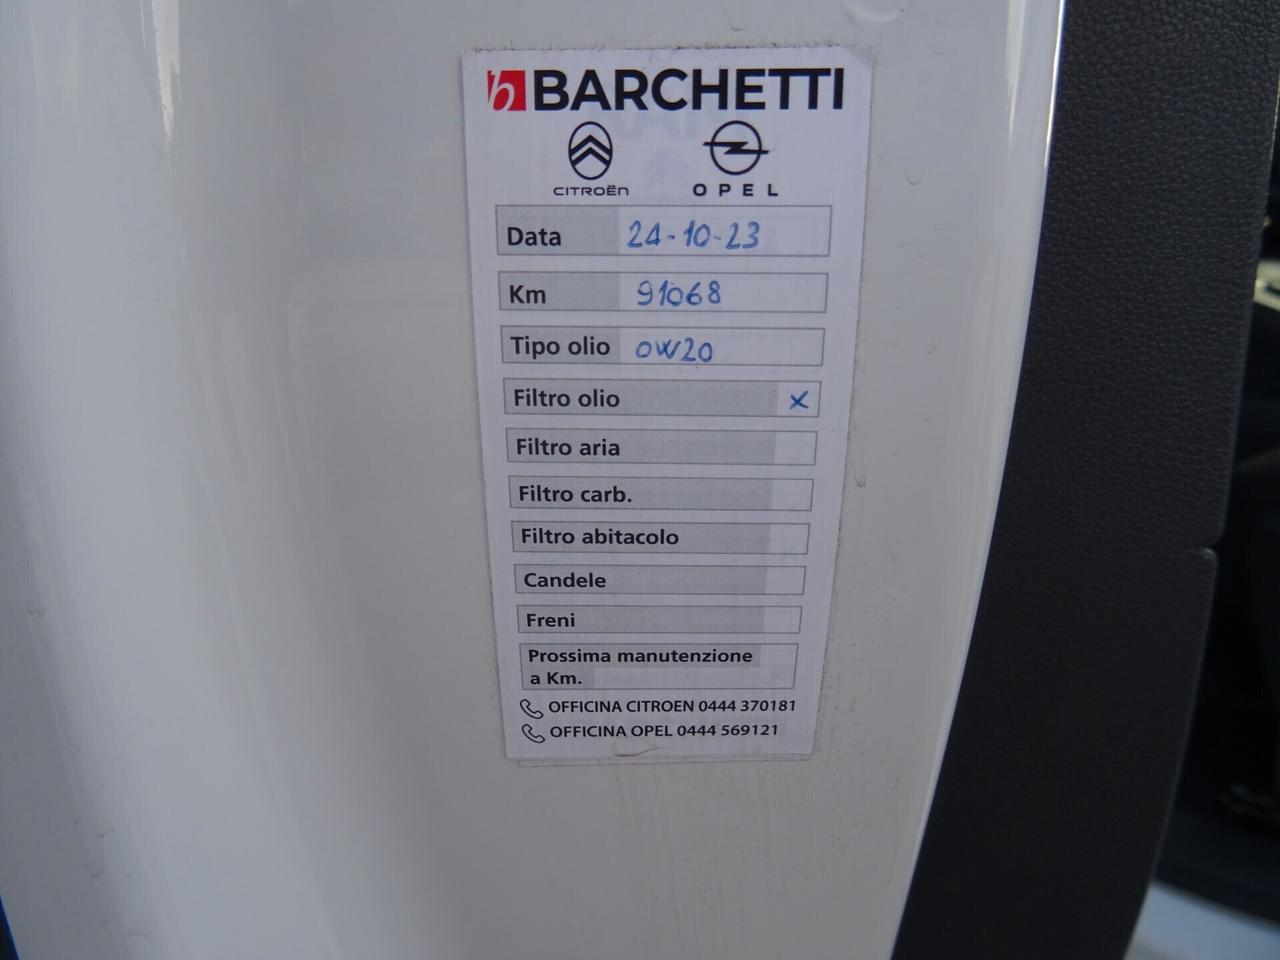 b BARCHETTI
CITROËN OPEL
Data 24-10-23
Km 91068
Tipo olio 0W20
Filtro olio x
Filtro aria
Filtro carb.
Filtro abitacolo
Candele
Freni
Prossima manutenzione
a Km.
OFFICINA CITROEN 0444 370181
OFFICINA OPEL 0444 569121